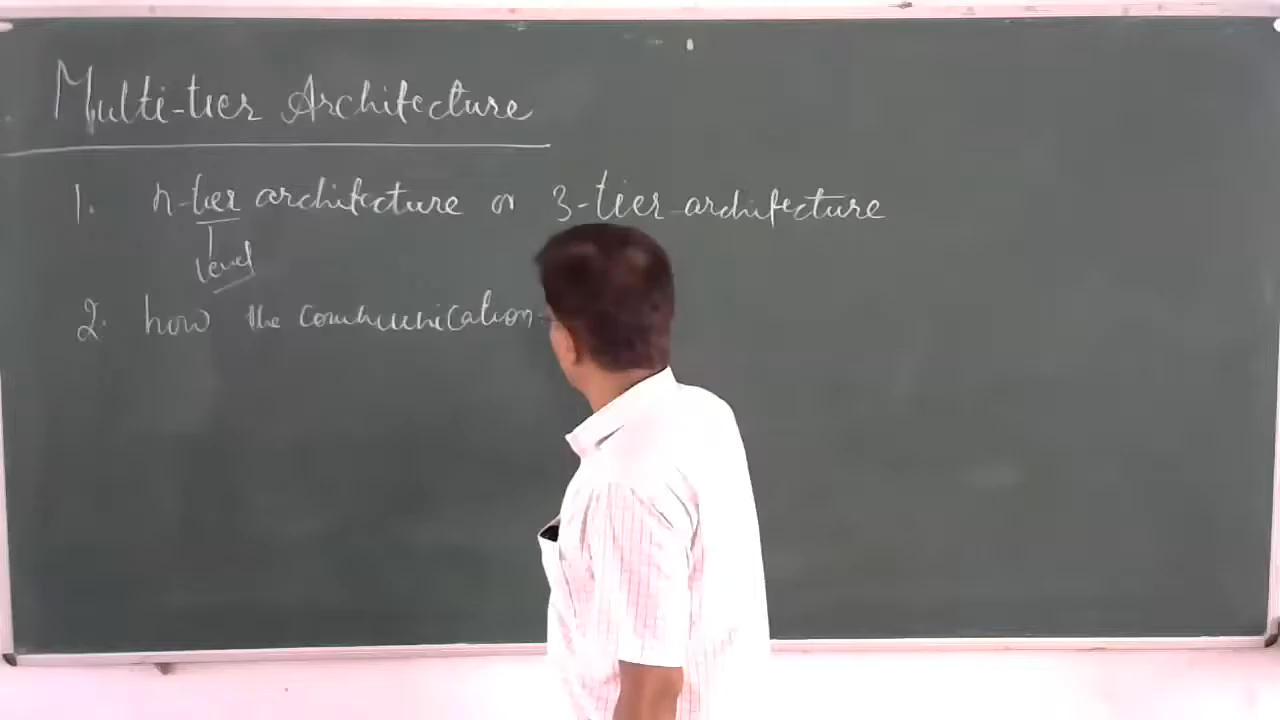 Multi-tier Architecture
1. n-tier architecture or 3-tier architecture
level
2. how the communication